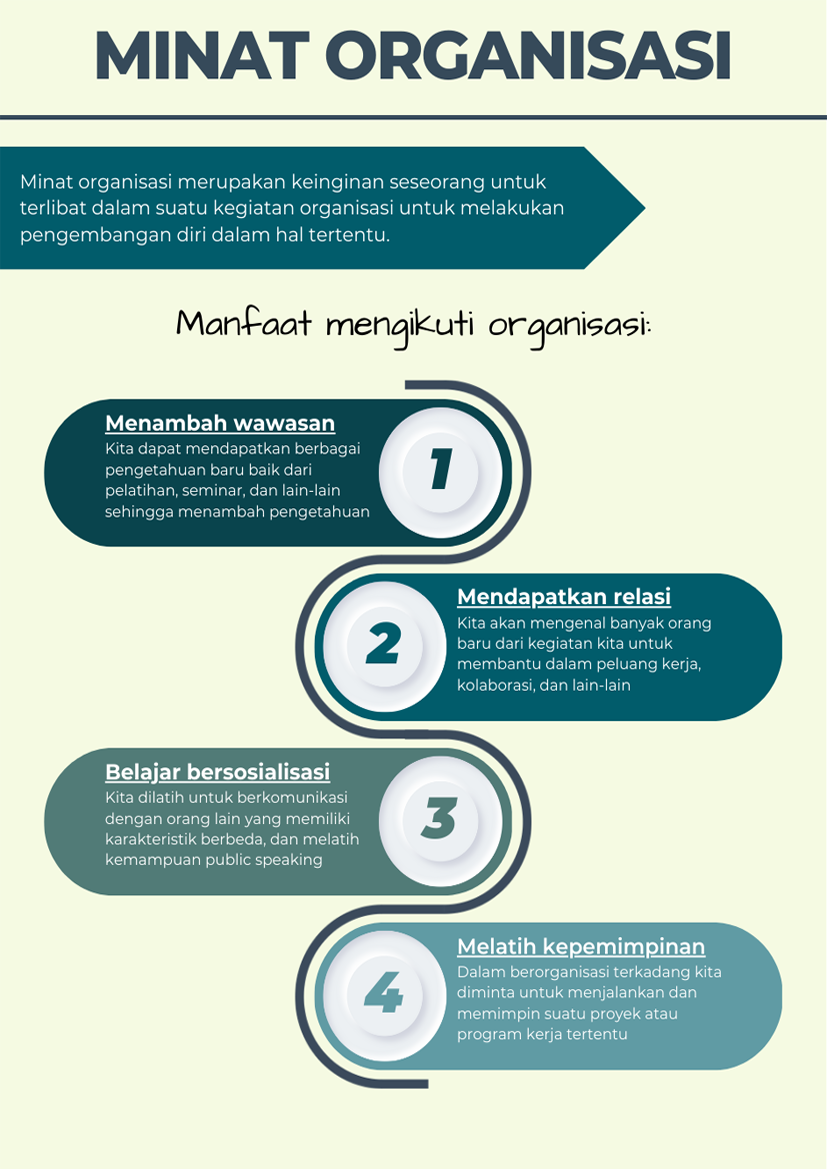 MINAT ORGANISASI
Minat organisasi merupakan keinginan seseorang untuk
terlibat dalam suatu kegiatan organisasi untuk melakukan
pengembangan diri dalam hal tertentu.
Manfaat mengikuti organisasi:
Menambah wawasan
Kita dapat mendapatkan berbagai
pengetahuan baru baik dari
pelatihan, seminar, dan lain-lain
sehingga menambah pengetahuan
1
2
Mendapatkan relasi
Kita akan mengenal banyak orang
baru dari kegiatan kita untuk
membantu dalam peluang kerja,
kolaborasi, dan lain-lain
Belajar bersosialisasi
Kita dilatih untuk berkomunikasi
dengan orang lain yang memiliki
karakteristik berbeda, dan melatih
kemampuan public speaking
3
4
Melatih kepemimpinan
Dalam berorganisasi terkadang kita
diminta untuk menjalankan dan
memimpin suatu proyek atau
program kerja tertentu